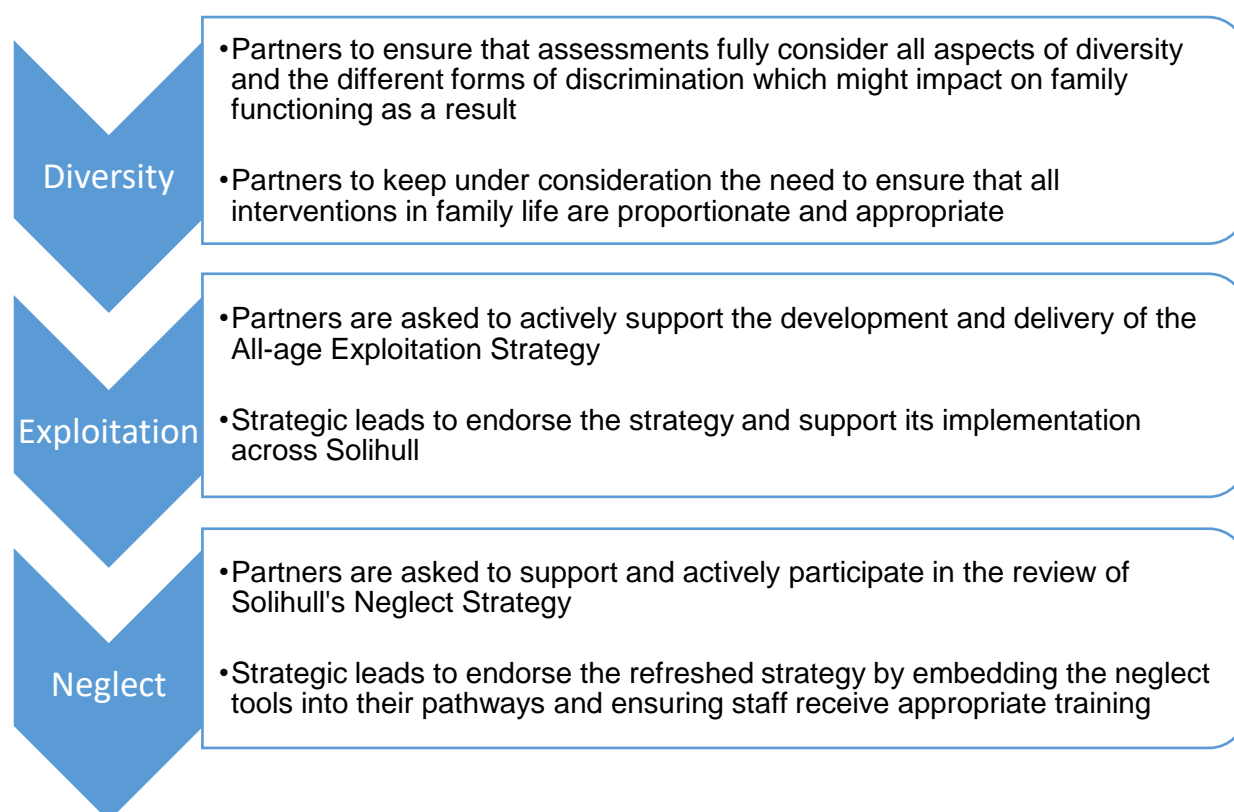 Diversity
•Partners to ensure that assessments fully consider all aspects of diversity
and the different forms of discrimination which might impact on family
functioning as a result
•Partners to keep under consideration the need to ensure that all
interventions in family life are proportionate and appropriate
Exploitation
•Partners are asked to actively support the development and delivery of the
All-age Exploitation Strategy
•Strategic leads to endorse the strategy and support its implementation
across Solihull
Neglect
•Partners are asked to support and actively participate in the review of
Solihull's Neglect Strategy
•Strategic leads to endorse the refreshed strategy by embedding the neglect
tools into their pathways and ensuring staff receive appropriate training